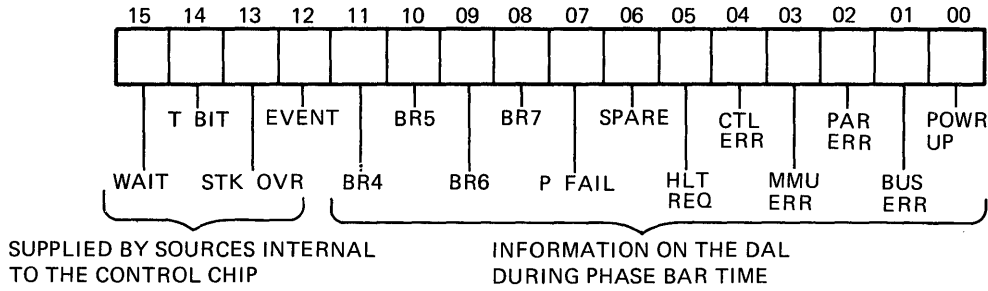 15 14 13 12 11 10 09 08 07 06 05 04 03 02 01 00
T BIT EVENT BR5 BR7 SPARE CTL ERR PAR ERR POWR UP
WAIT STK OVR BR4 BR6 P FAIL HLT REQ MMU ERR BUS ERR
SUPPLIED BY SOURCES INTERNAL
TO THE CONTROL CHIP
INFORMATION ON THE DAL
DURING PHASE BAR TIME